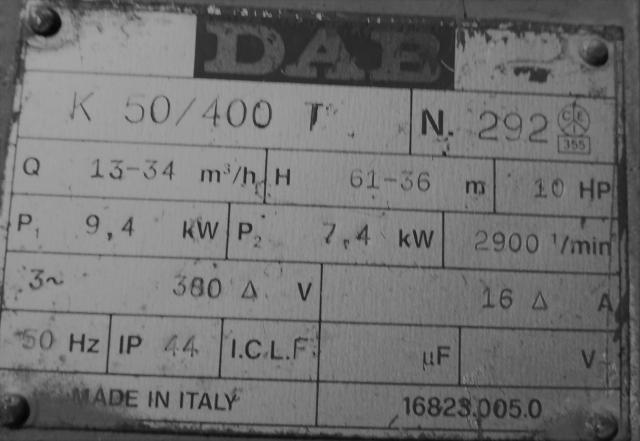 DAB
K 50/400 T N. 292 CE 355
Q 13-34 m³/h H 61-36 m 10 HP
P₁ 9,4 kW P₂ 7,4 kW 2900 ¹/min
3~ 380 Δ V 16 Δ A
50 Hz IP 44 I.C.L.F. µF V
MADE IN ITALY 16823.005.0